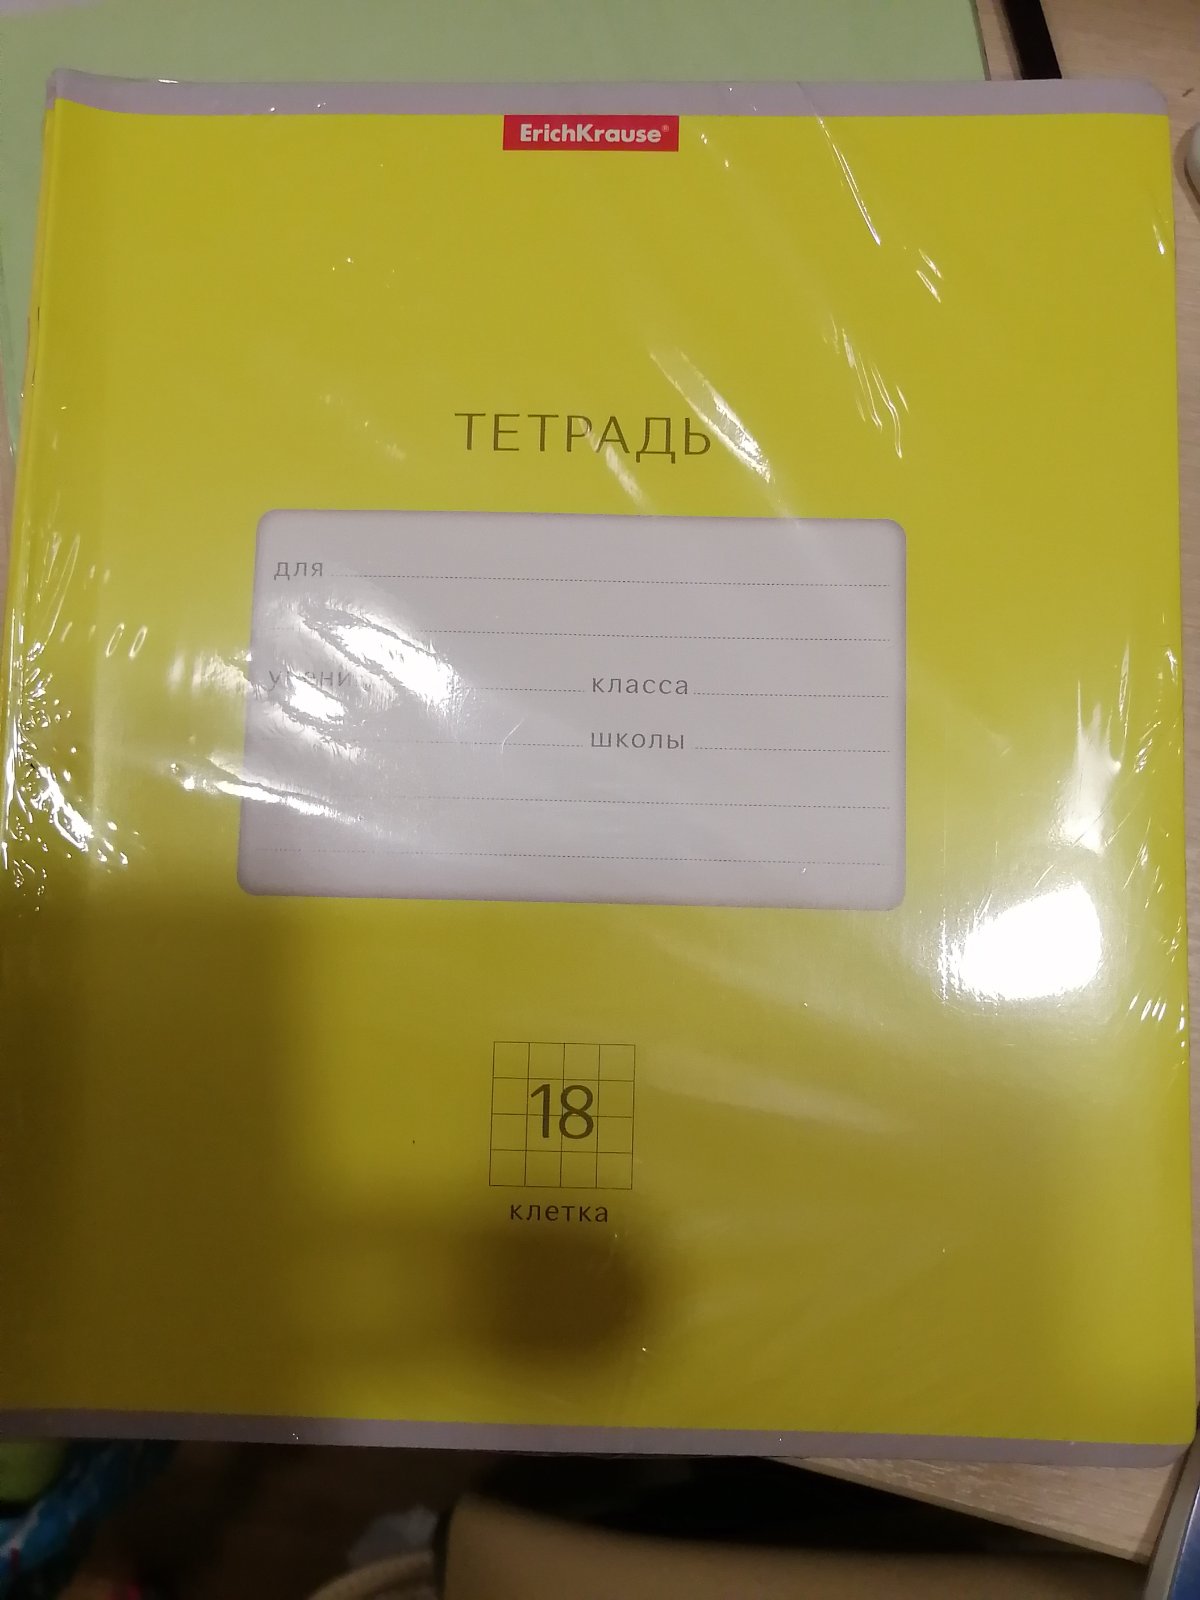 ErichKrause®
ТЕТРАДЬ
для
класса
школы
18
клетка